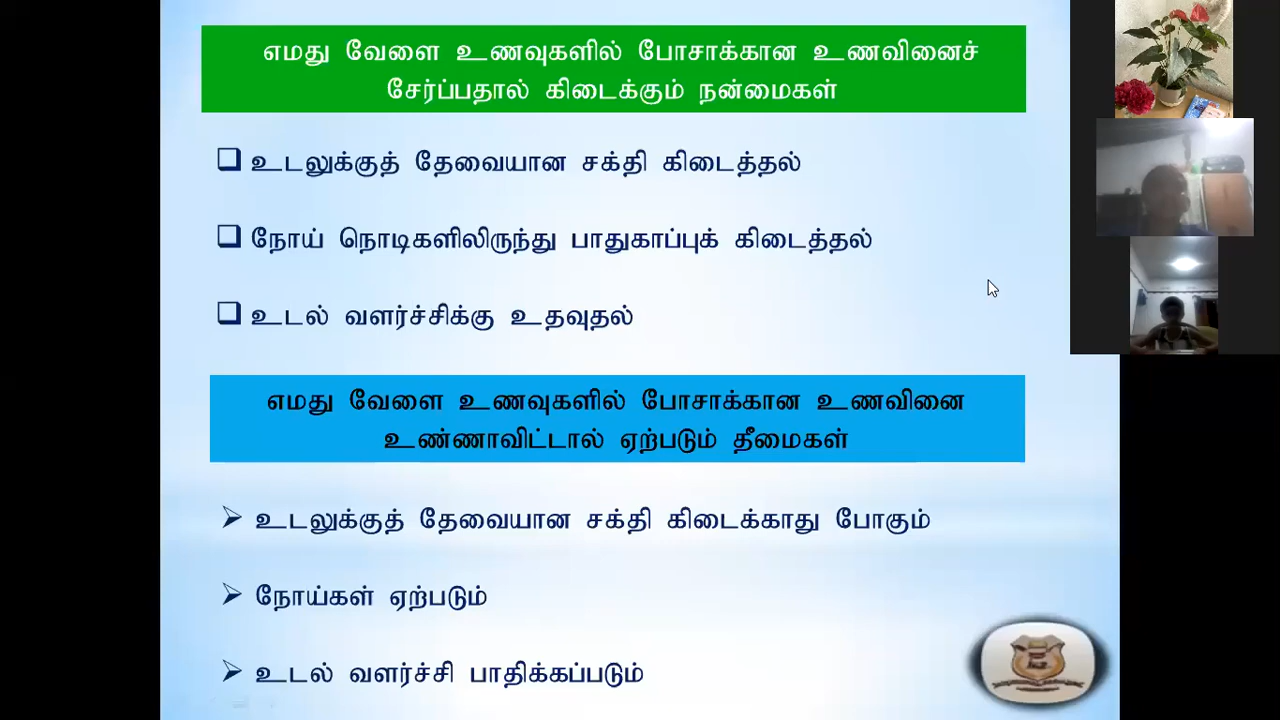 எமது வேளை உணவுகளில் போசாக்கான உணவினைச்
சேர்ப்பதால் கிடைக்கும் நன்மைகள்
உடலுக்குத் தேவையான சக்தி கிடைத்தல்
நோய் நொடிகளிலிருந்து பாதுகாப்புக் கிடைத்தல்
உடல் வளர்ச்சிக்கு உதவுதல்
எமது வேளை உணவுகளில் போசாக்கான உணவினை
உண்ணாவிட்டால் ஏற்படும் தீமைகள்
உடலுக்குத் தேவையான சக்தி கிடைக்காது போகும்
நோய்கள் ஏற்படும்
உடல் வளர்ச்சி பாதிக்கப்படும்